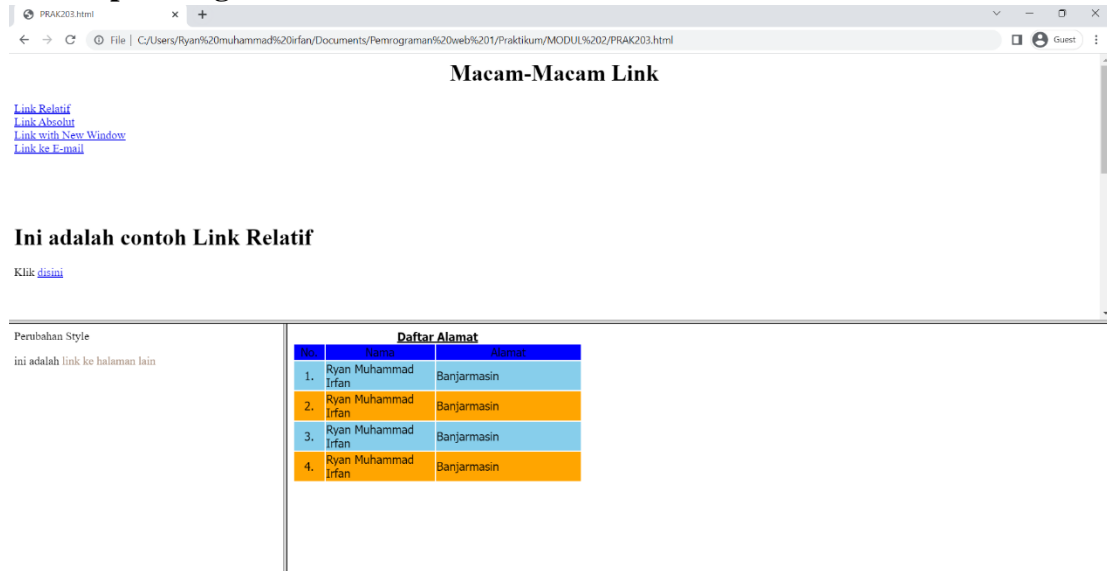 PRAK203.html
File | C:/Users/Ryan%20muhammad%20irfan/Documents/Pemrograman%20web%201/Praktikum/MODUL%202/PRAK203.html
Guest
Macam-Macam Link
Link Relatif
Link Absolut
Link with New Window
Link ke E-mail
Ini adalah contoh Link Relatif
Klik disini
Perubahan Style
ini adalah link ke halaman lain
Daftar Alamat
No. Nama Alamat
1. Ryan Muhammad Irfan Banjarmasin
2. Ryan Muhammad Irfan Banjarmasin
3. Ryan Muhammad Irfan Banjarmasin
4. Ryan Muhammad Irfan Banjarmasin